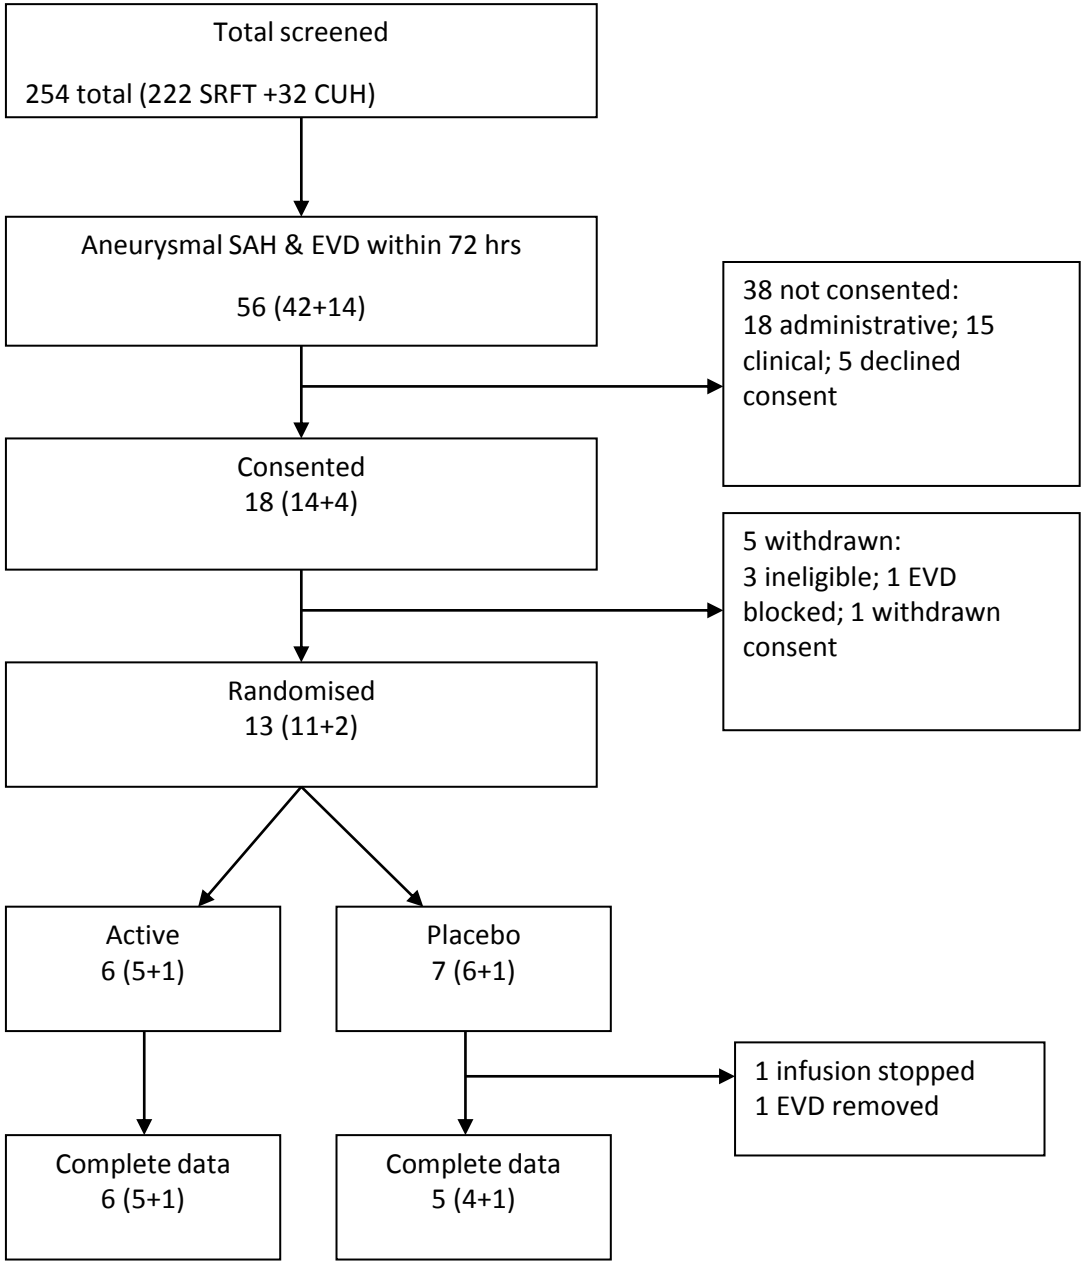 Total screened
254 total (222 SRFT +32 CUH)
Aneurysmal SAH & EVD within 72 hrs
56 (42+14)
38 not consented:
18 administrative; 15
clinical; 5 declined
consent
Consented
18 (14+4)
5 withdrawn:
3 ineligible; 1 EVD
blocked; 1 withdrawn
consent
Randomised
13 (11+2)
Active
6 (5+1)
Placebo
7 (6+1)
1 infusion stopped
1 EVD removed
Complete data
6 (5+1)
Complete data
5 (4+1)